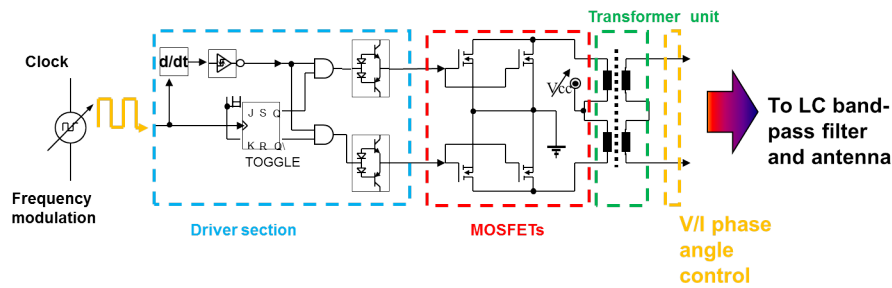 Transformer unit
Clock
d/dt
H
J S Q
K R Q\
TOGGLE
Vcc
Frequency
modulation
Driver section
MOSFETs
To LC band-
pass filter
and antenna
V/I phase
angle
control